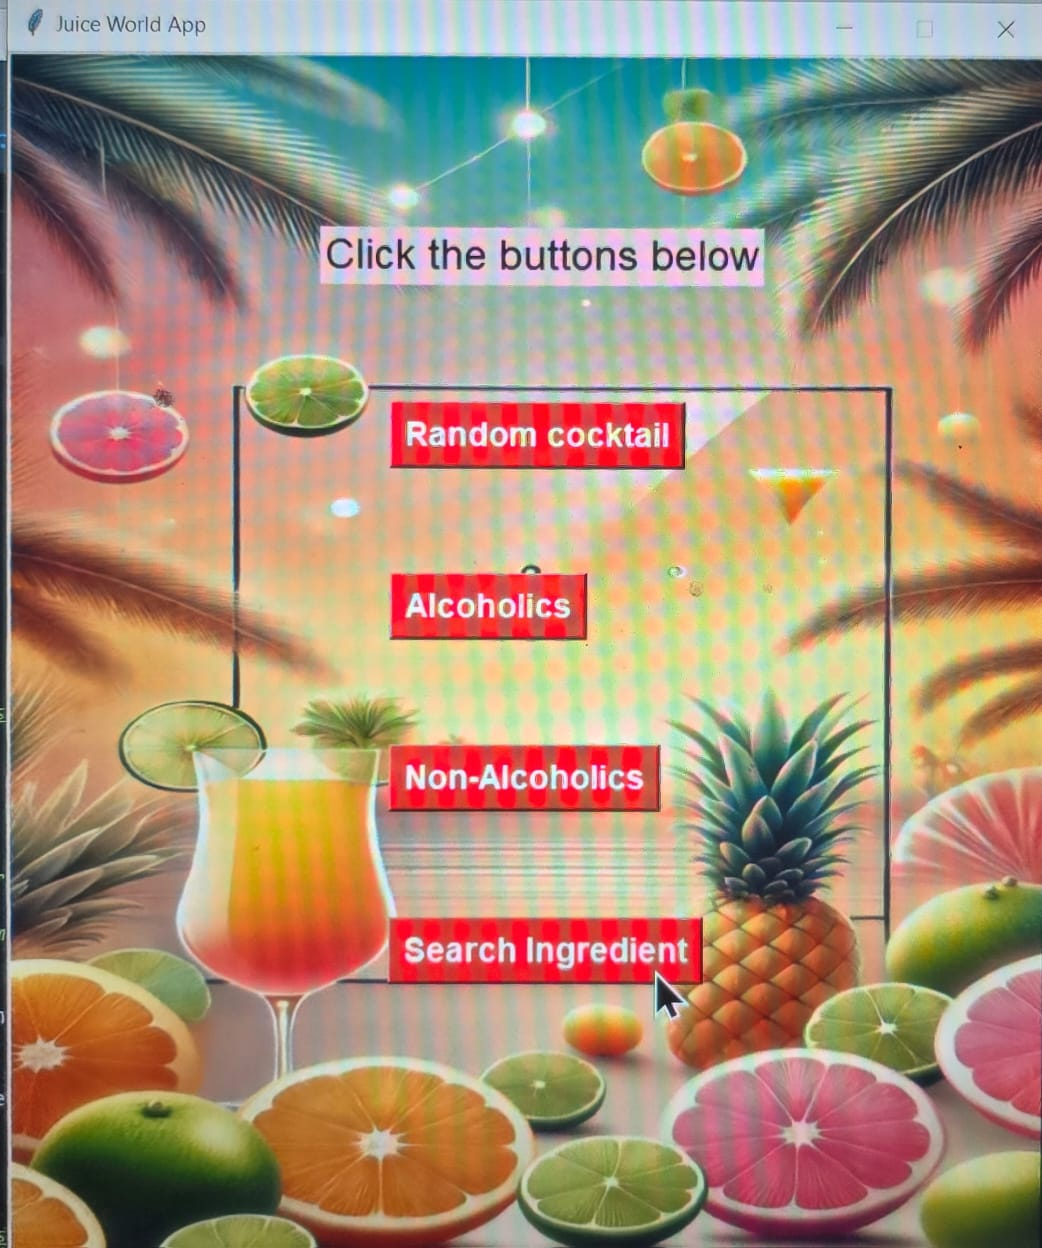 Juice World App
Click the buttons below
Random cocktail
Alcoholics
Non-Alcoholics
Search Ingredient